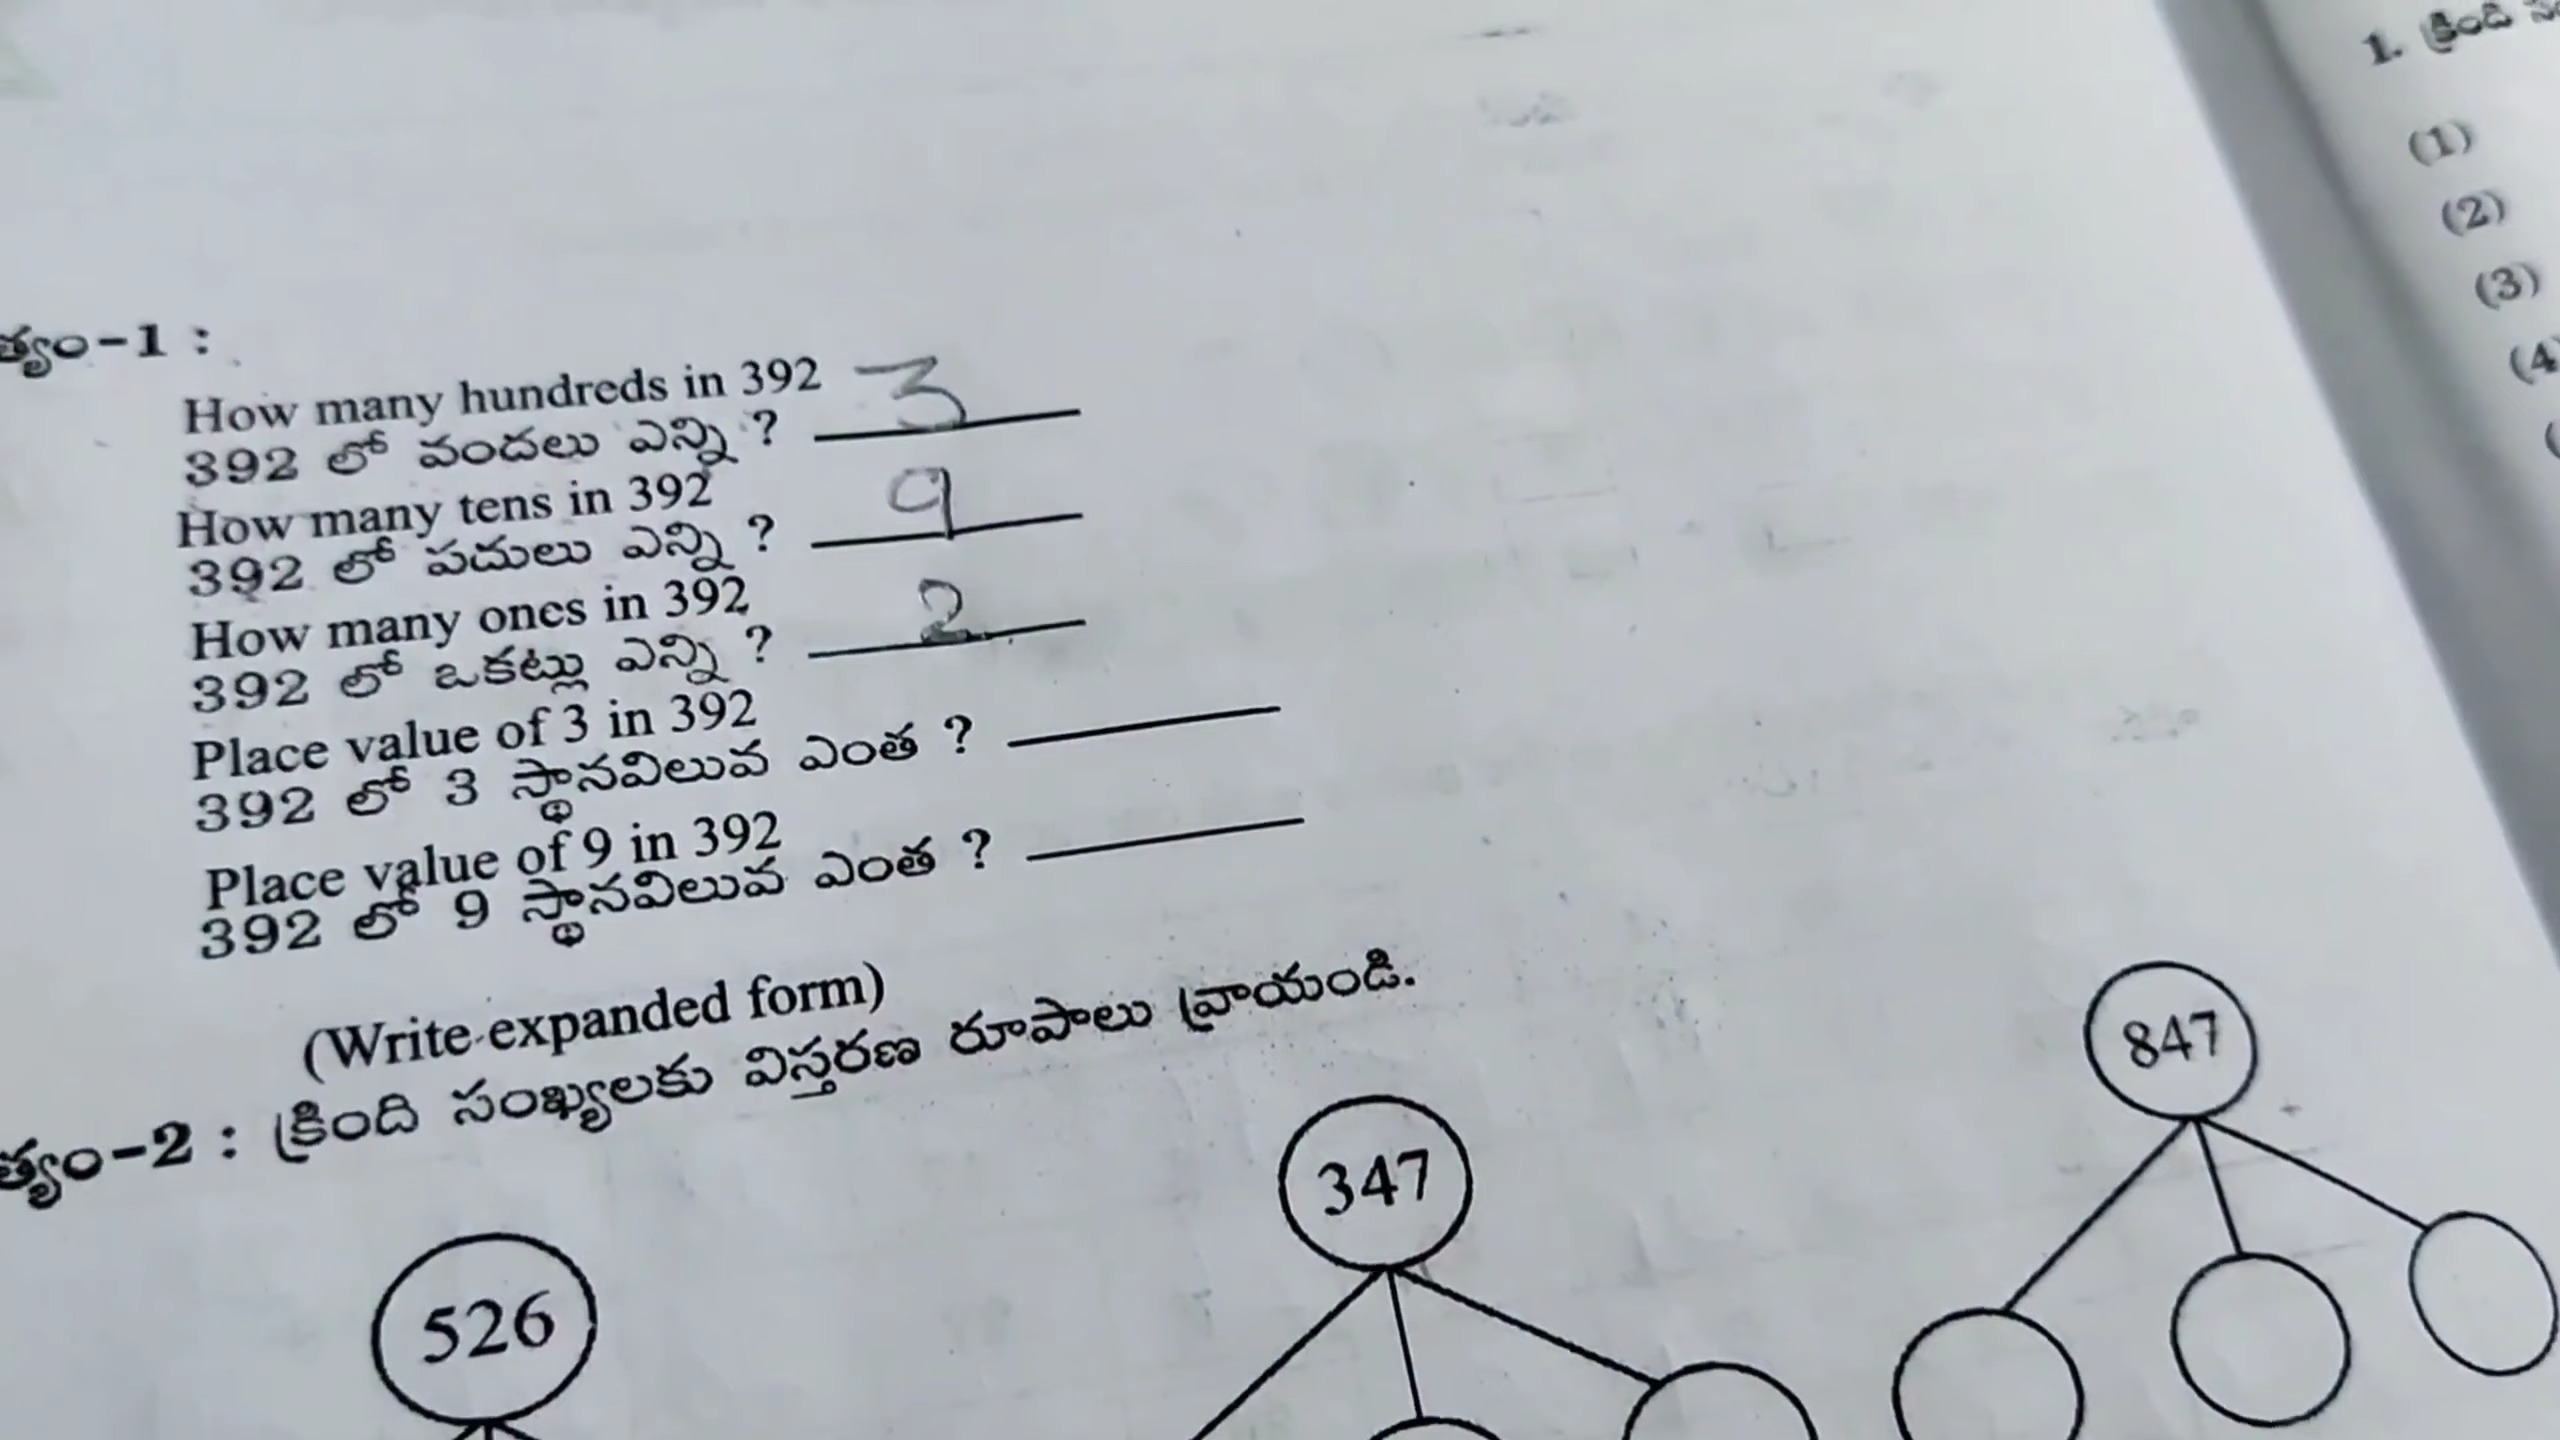 త్యం-1 :
How many hundreds in 392
392 లో వందలు ఎన్ని ? 3
How many tens in 392
392 లో పదులు ఎన్ని ? 9
How many ones in 392
392 లో ఒకట్లు ఎన్ని ? 2
Place value of 3 in 392
392 లో 3 స్థానవిలువ ఎంత ?
Place value of 9 in 392
392 లో 9 స్థానవిలువ ఎంత ?
(Write expanded form)
త్యం-2 : క్రింది సంఖ్యలకు విస్తరణ రూపాలు వ్రాయండి.
526
347
847
1. క్రింది
(1)
(2)
(3)
(4)